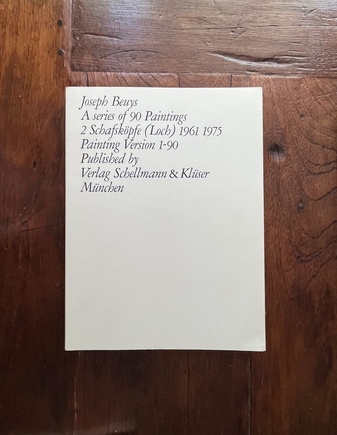 Joseph Beuys
A series of 90 Paintings
2 Schafsköpfe (Loch) 1961 1975
Painting Version 1-90
Published by
Verlag Schellmann & Klüser
München